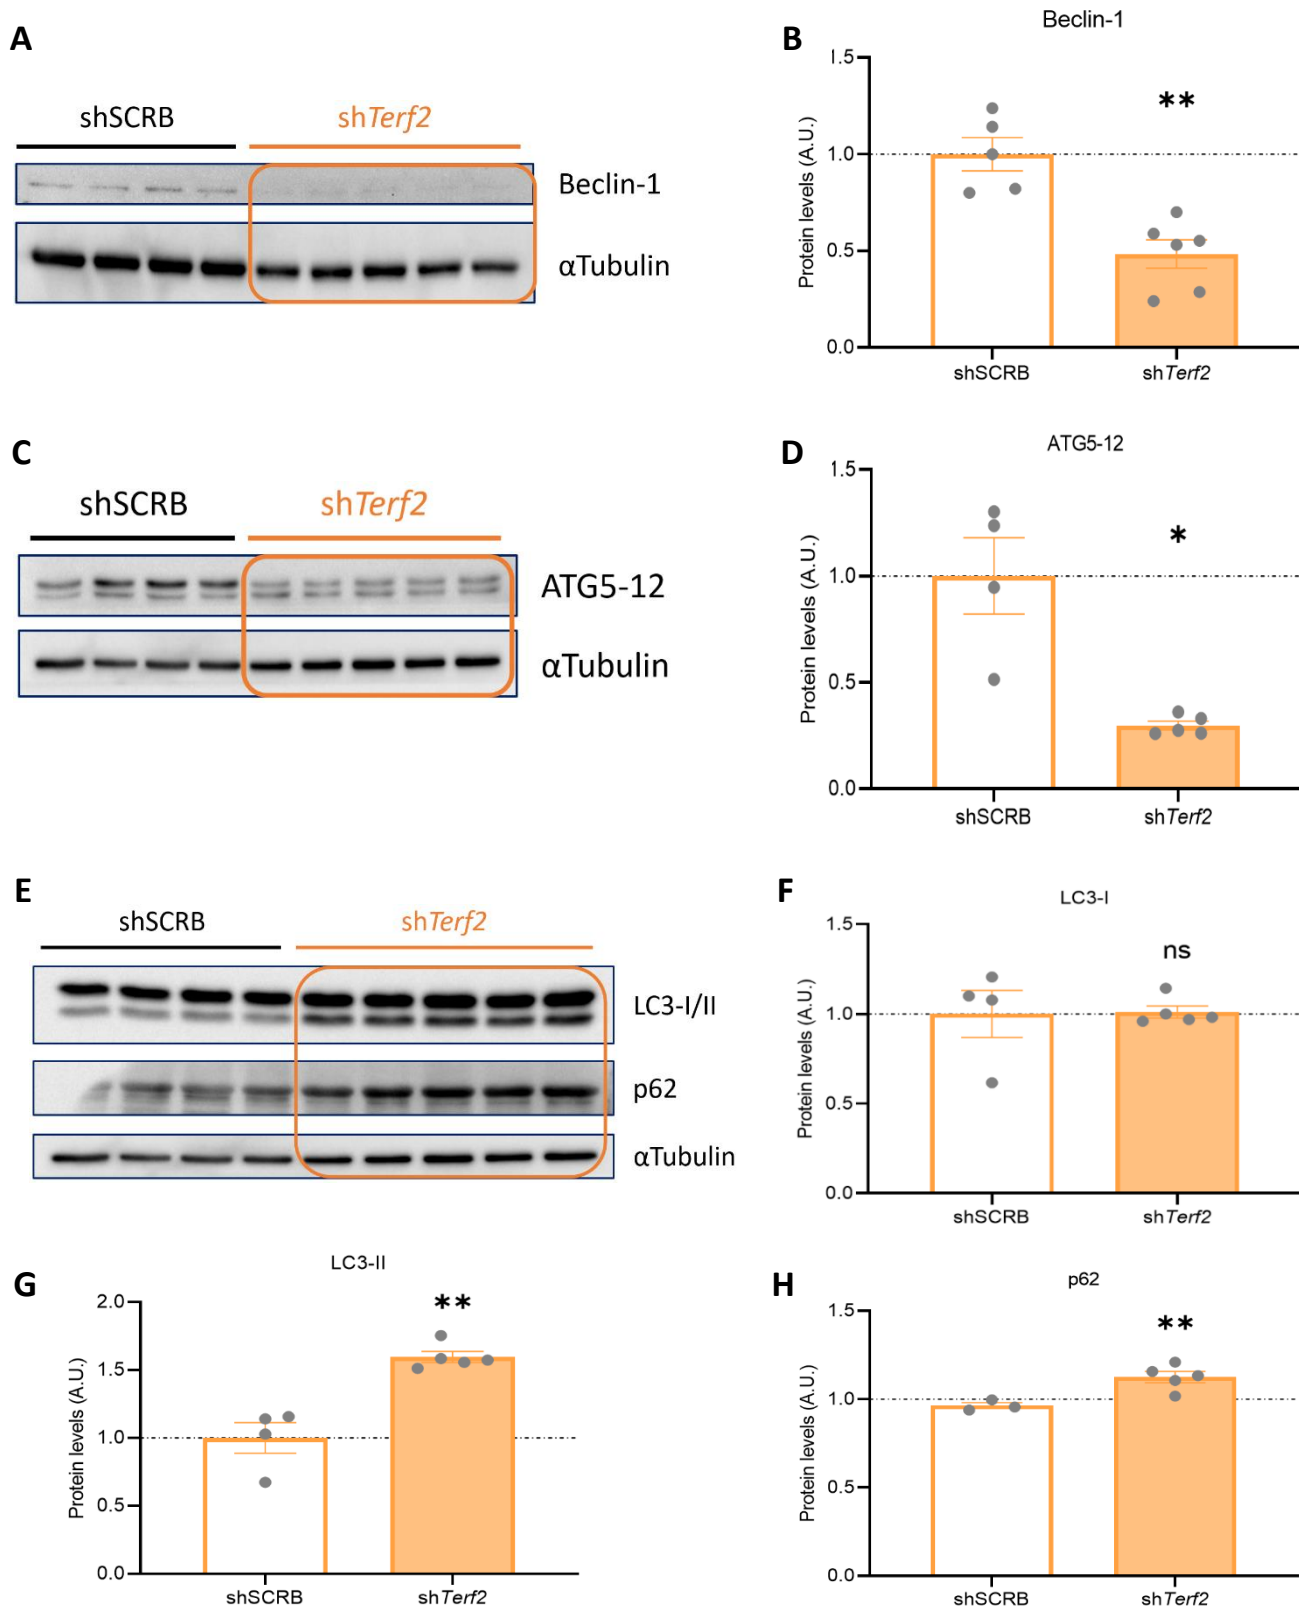 A
shSCRB shTerf2
Beclin-1
αTubulin
B
Beclin-1
**
Protein levels (A.U.)
1.5
1.0
0.5
0.0
shSCRB shTerf2
C
shSCRB shTerf2
ATG5-12
αTubulin
D
ATG5-12
*
Protein levels (A.U.)
1.5
1.0
0.5
0.0
shSCRB shTerf2
E
shSCRB shTerf2
LC3-I/II
p62
αTubulin
F
LC3-I
ns
Protein levels (A.U.)
1.5
1.0
0.5
0.0
shSCRB shTerf2
G
LC3-II
**
Protein levels (A.U.)
2.0
1.5
1.0
0.5
0.0
shSCRB shTerf2
H
p62
**
Protein levels (A.U.)
1.5
1.0
0.5
0.0
shSCRB shTerf2